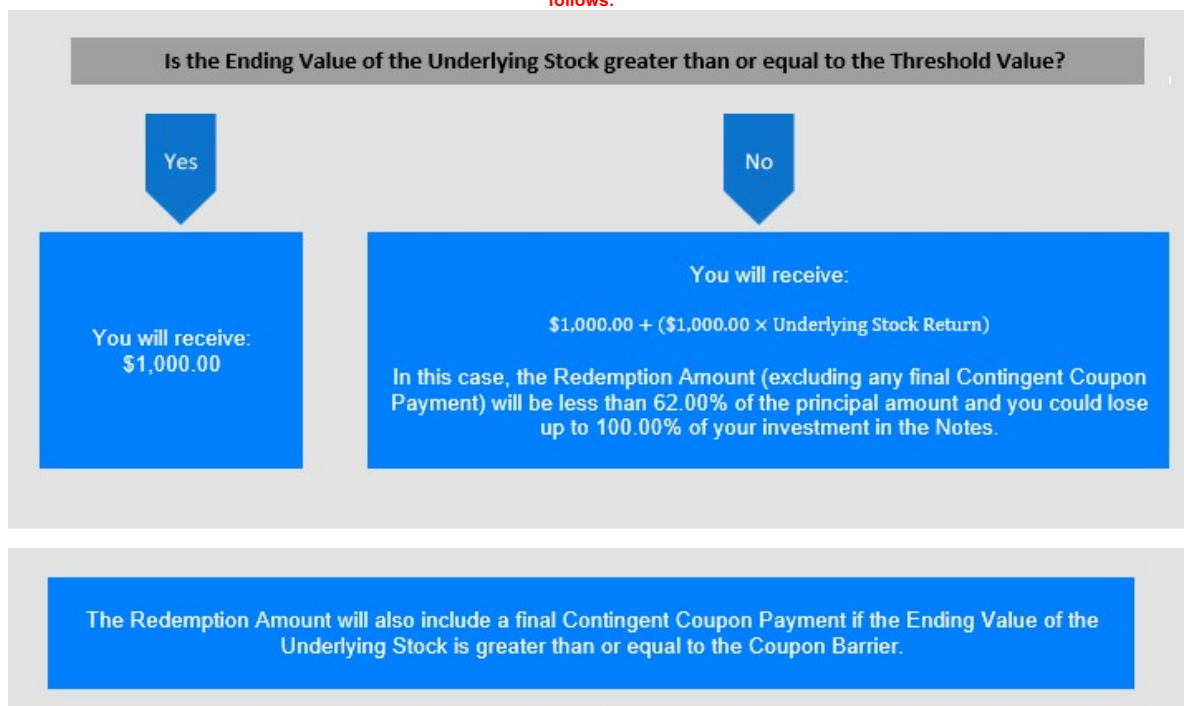 follows:
Is the Ending Value of the Underlying Stock greater than or equal to the Threshold Value?
Yes
No
You will receive:
$1,000.00
You will receive:
$1,000.00 + ($1,000.00 × Underlying Stock Return)
In this case, the Redemption Amount (excluding any final Contingent Coupon
Payment) will be less than 62.00% of the principal amount and you could lose
up to 100.00% of your investment in the Notes.
The Redemption Amount will also include a final Contingent Coupon Payment if the Ending Value of the
Underlying Stock is greater than or equal to the Coupon Barrier.